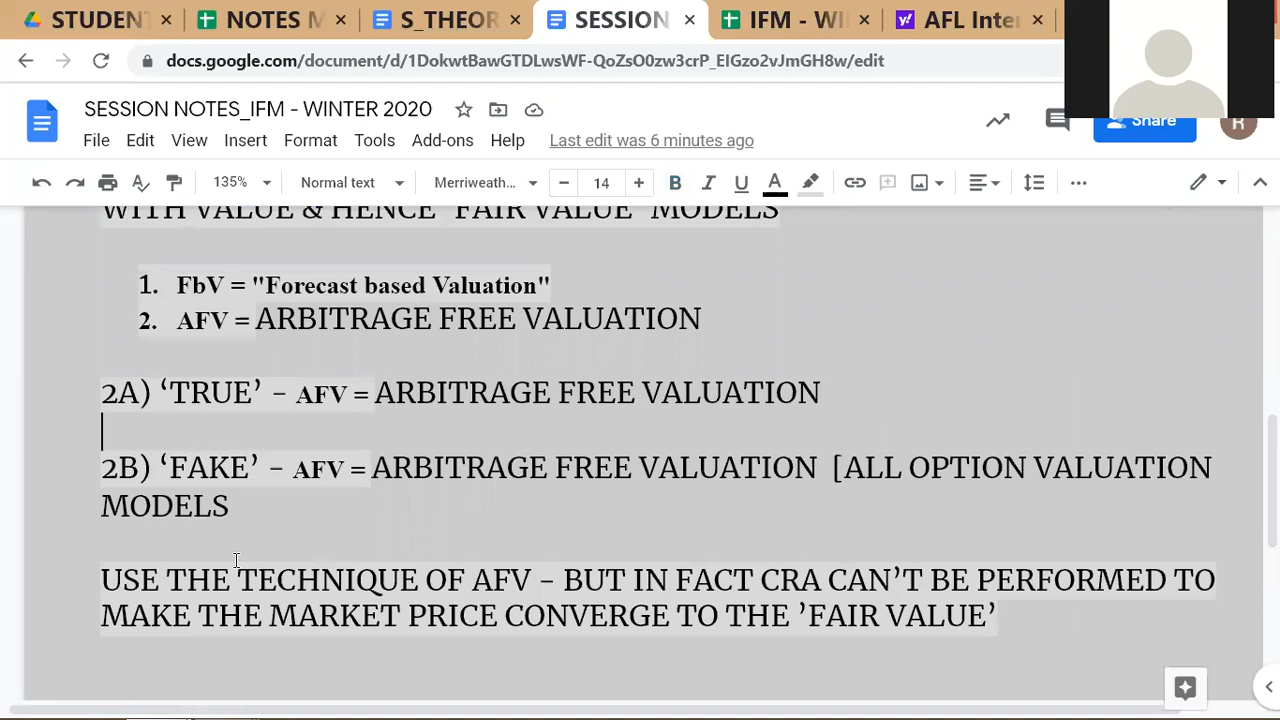 STUDENT
NOTES M
S_THEOR
SESSION
IFM - WI
AFL Inte
docs.google.com/document/d/1DokwtBawGTDLwsWF-QoZsO0zw3crP_EIGzo2vJmGH8w/edit
SESSION NOTES_IFM - WINTER 2020
File Edit View Insert Format Tools Add-ons Help Last edit was 6 minutes ago
Share
R
135% Normal text Merriweath... 14 B I U A
WITH VALUE & HENCE 'FAIR VALUE' MODELS
1. FbV = "Forecast based Valuation"
2. AFV = ARBITRAGE FREE VALUATION
2A) ‘TRUE’ - AFV = ARBITRAGE FREE VALUATION
2B) ‘FAKE’ - AFV = ARBITRAGE FREE VALUATION [ALL OPTION VALUATION
MODELS
USE THE TECHNIQUE OF AFV - BUT IN FACT CRA CAN’T BE PERFORMED TO
MAKE THE MARKET PRICE CONVERGE TO THE ’FAIR VALUE’